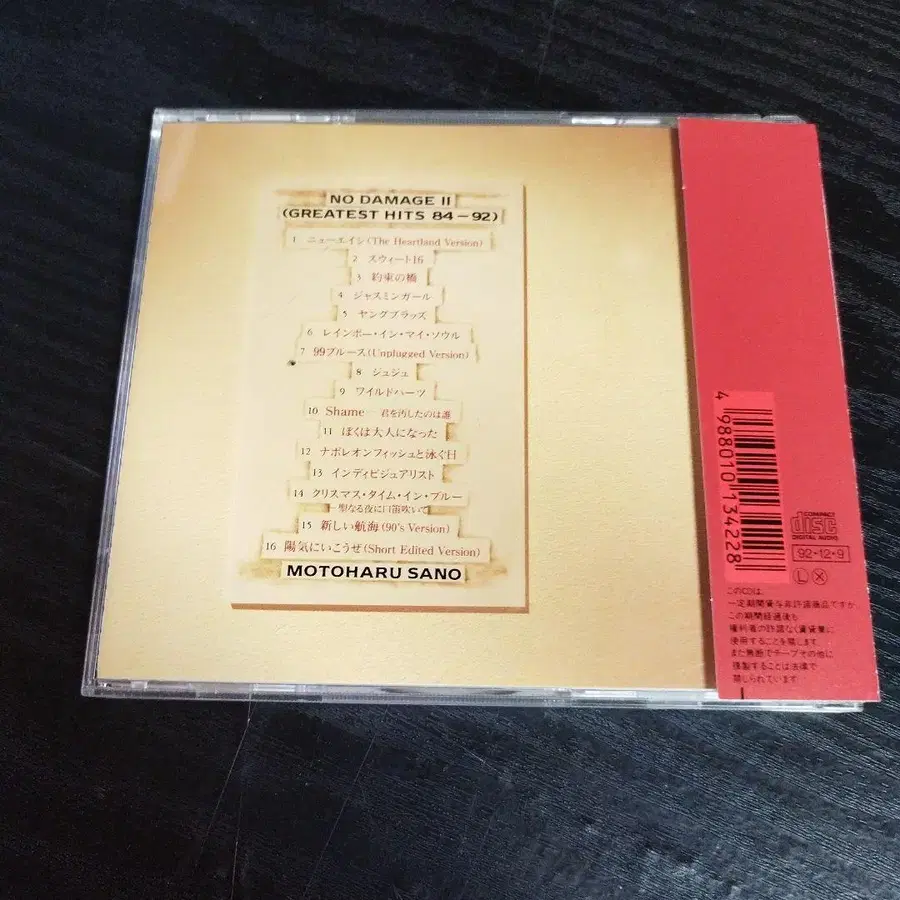 NO DAMAGE II
(GREATEST HITS 84-92)
1 ニューエイジ(The Heartland Version)
2 スウィート16
3 約束の橋
4 ジャスミンガール
5 ヤングブラッズ
6 レインボー・イン・マイ・ソウル
7 99ブルース(Unplugged Version)
8 ジュジュ
9 ワイルドハーツ
10 Shame — 君を汚したのは誰
11 ぼくは大人になった
12 ナポレオンフィッシュと泳ぐ日
13 インディビジュアリスト
14 クリスマス・タイム・イン・ブルー
—聖なる夜に口笛吹いて
15 新しい航海(90's Version)
16 陽気にいこうぜ(Short Edited Version)
MOTOHARU SANO
4 988010 134228
COMPACT
disc
DIGITAL AUDIO
92・12・9
L X
このCDは、
一定期間貸与非許諾商品ですが、
この期間経過後も
権利者の許諾なく賃貸業に
使用することを禁じます。
また無断でテープその他に
複製することは法律で
禁じられています。